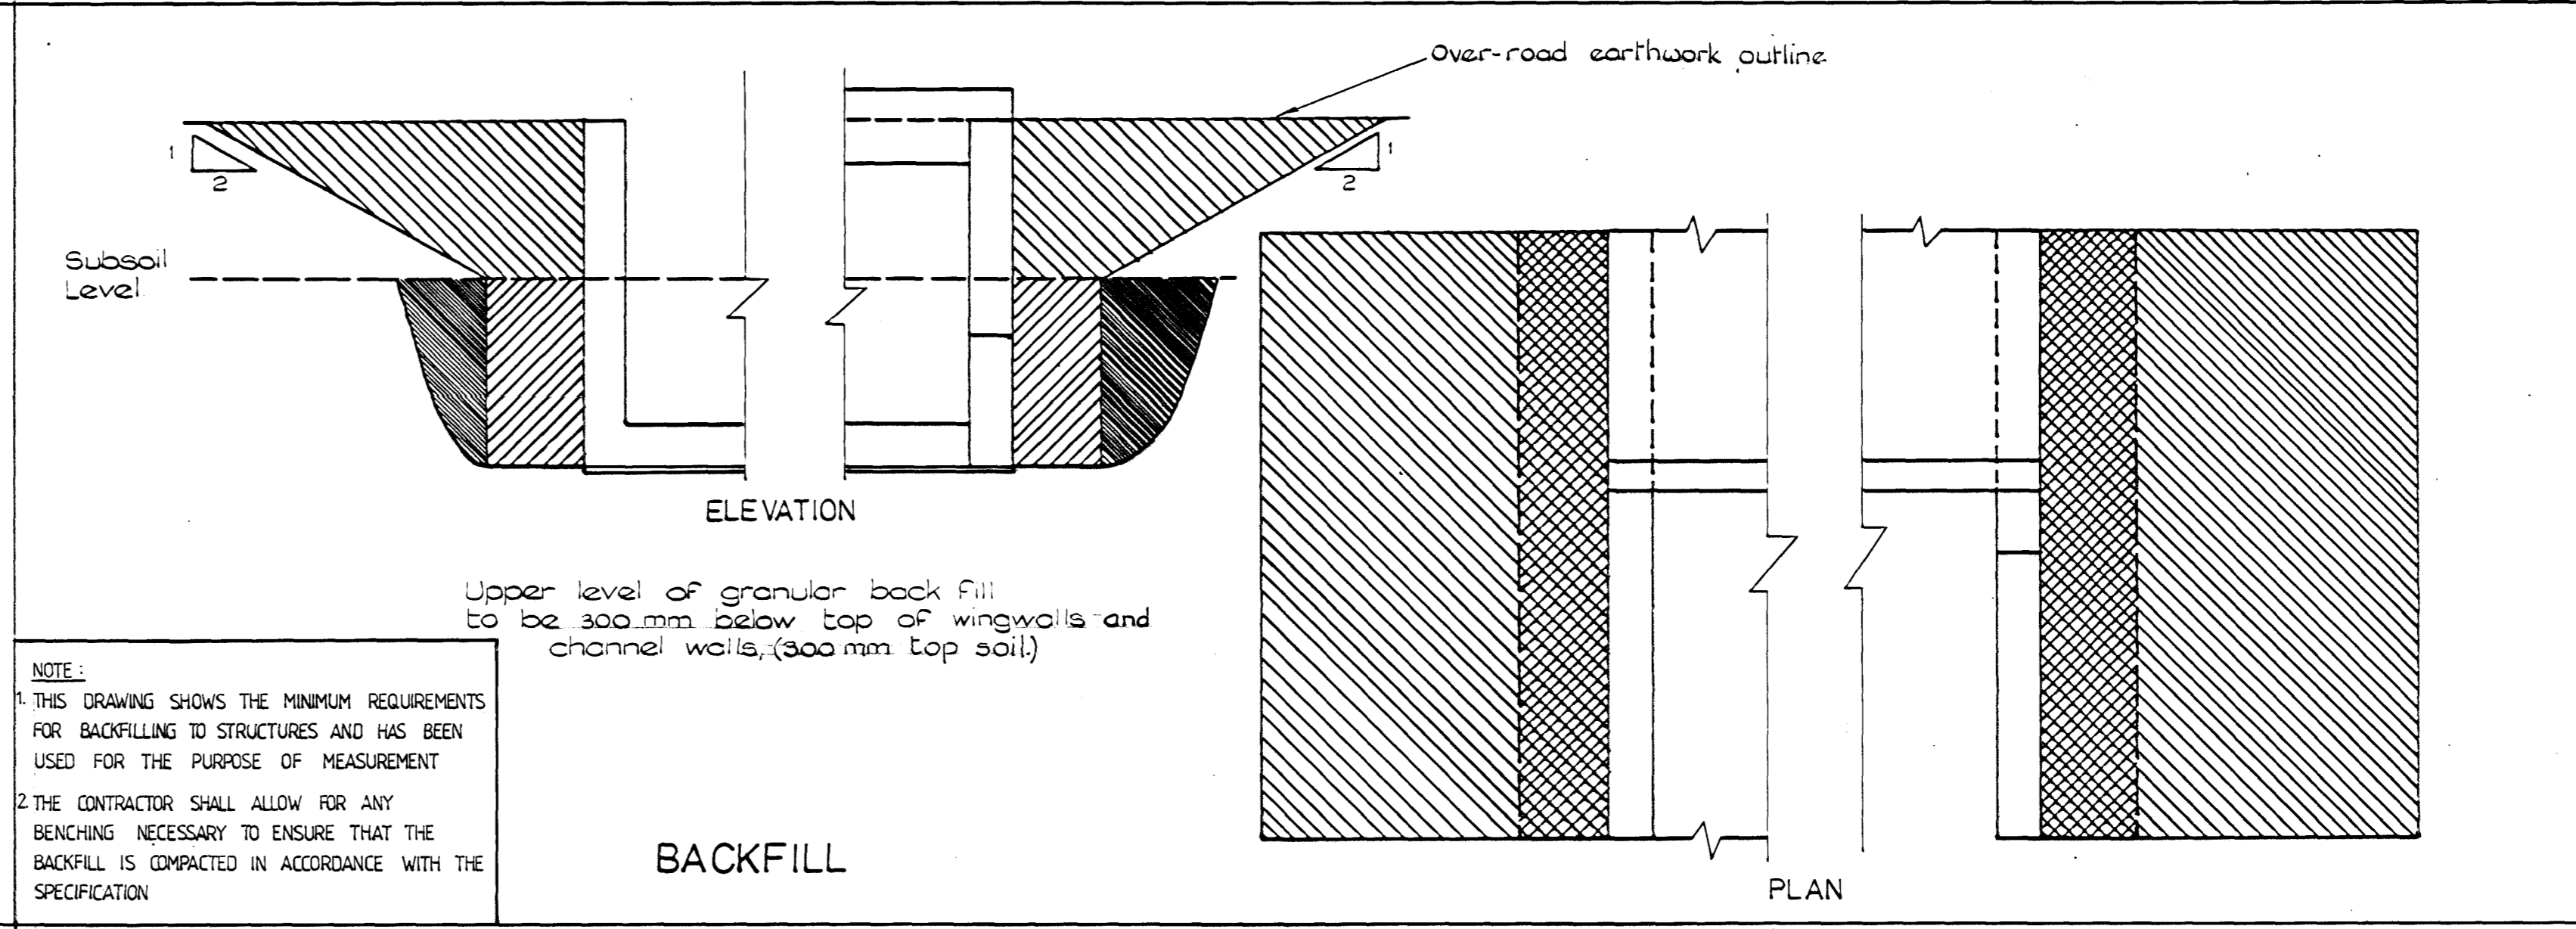 Over-road earthwork outline
1
2
1
2
Subsoil
Level
ELEVATION
Upper level of granular back fill
to be 300 mm below top of wingwalls and
channel walls, (300 mm top soil.)
NOTE :
1. THIS DRAWING SHOWS THE MINIMUM REQUIREMENTS
FOR BACKFILLING TO STRUCTURES AND HAS BEEN
USED FOR THE PURPOSE OF MEASUREMENT
2 THE CONTRACTOR SHALL ALLOW FOR ANY
BENCHING NECESSARY TO ENSURE THAT THE
BACKFILL IS COMPACTED IN ACCORDANCE WITH THE
SPECIFICATION
BACKFILL
PLAN